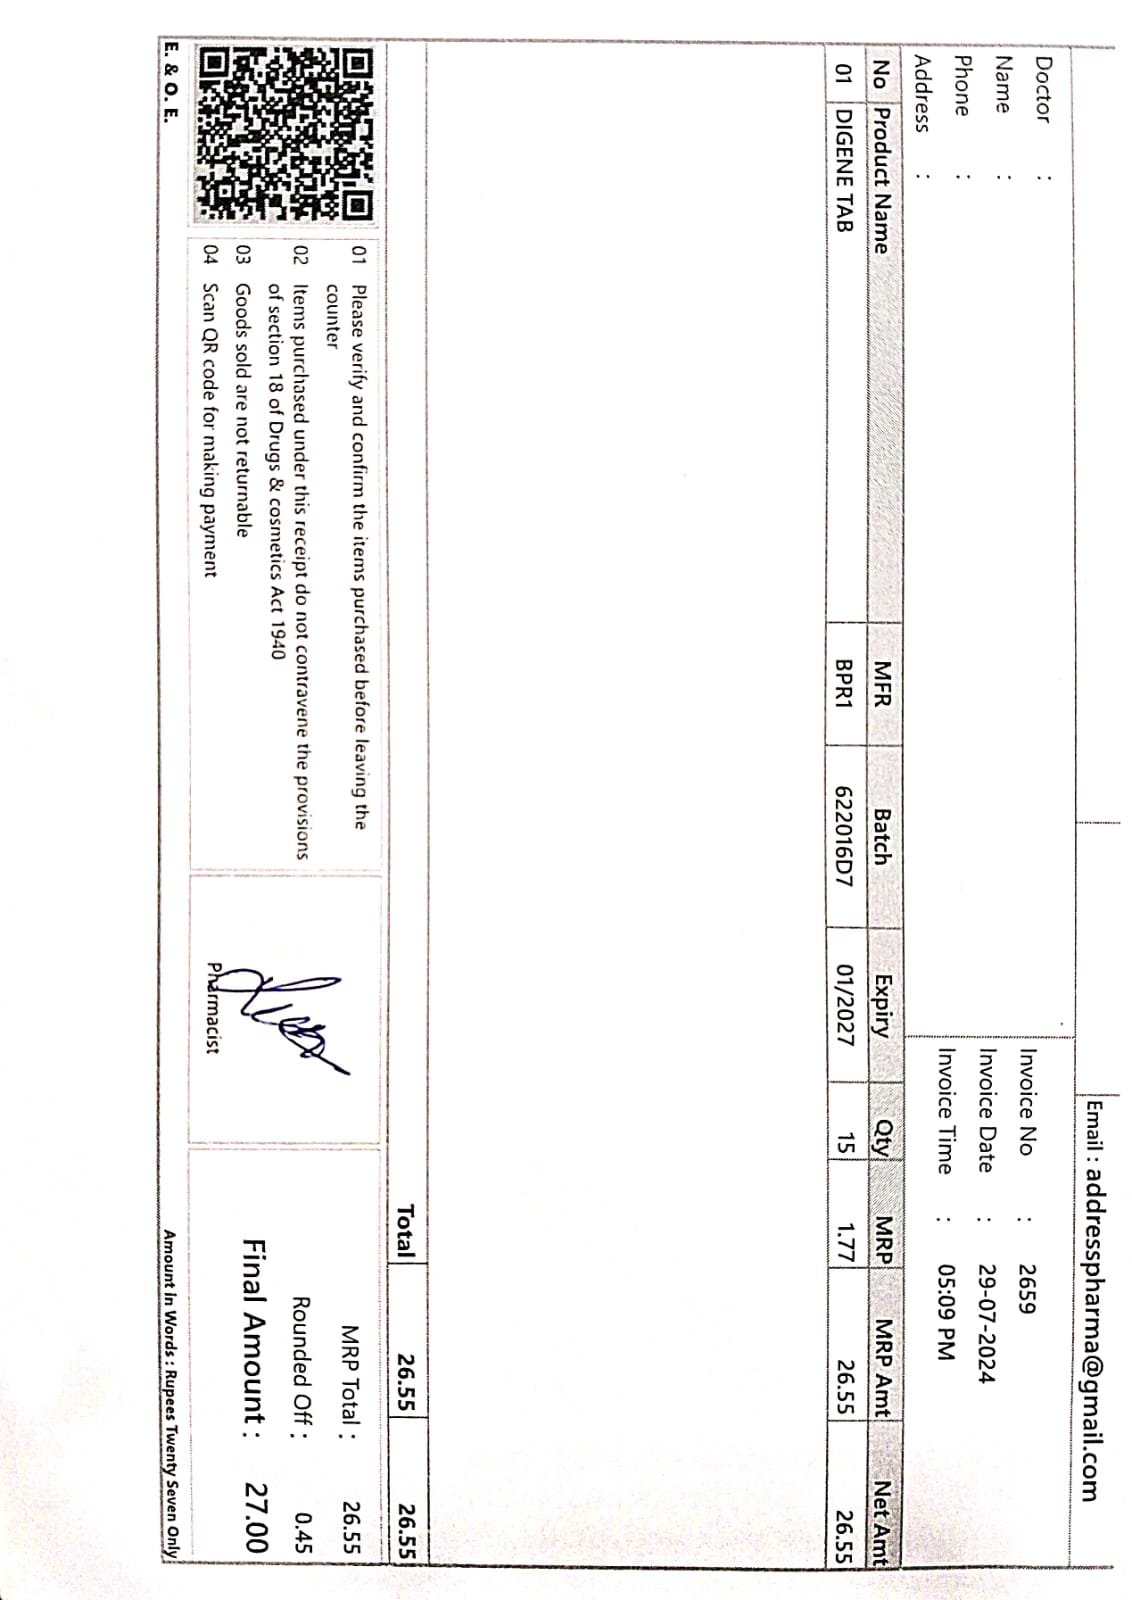 Email : addresspharma@gmail.com
Doctor :
Name :
Phone :
Address :
Invoice No : 2659
Invoice Date : 29-07-2024
Invoice Time : 05:09 PM
No Product Name MFR Batch Expiry Qty MRP MRP Amt Net Amt
01 DIGENE TAB BPR1 622016D7 01/2027 15 1.77 26.55 26.55
Total 26.55 26.55
01 Please verify and confirm the items purchased before leaving the
counter
02 Items purchased under this receipt do not contravene the provisions
of section 18 of Drugs & cosmetics Act 1940
03 Goods sold are not returnable
04 Scan QR code for making payment
Pharmacist
MRP Total : 26.55
Rounded Off : 0.45
Final Amount : 27.00
E. & O. E.
Amount in Words : Rupees Twenty Seven Only